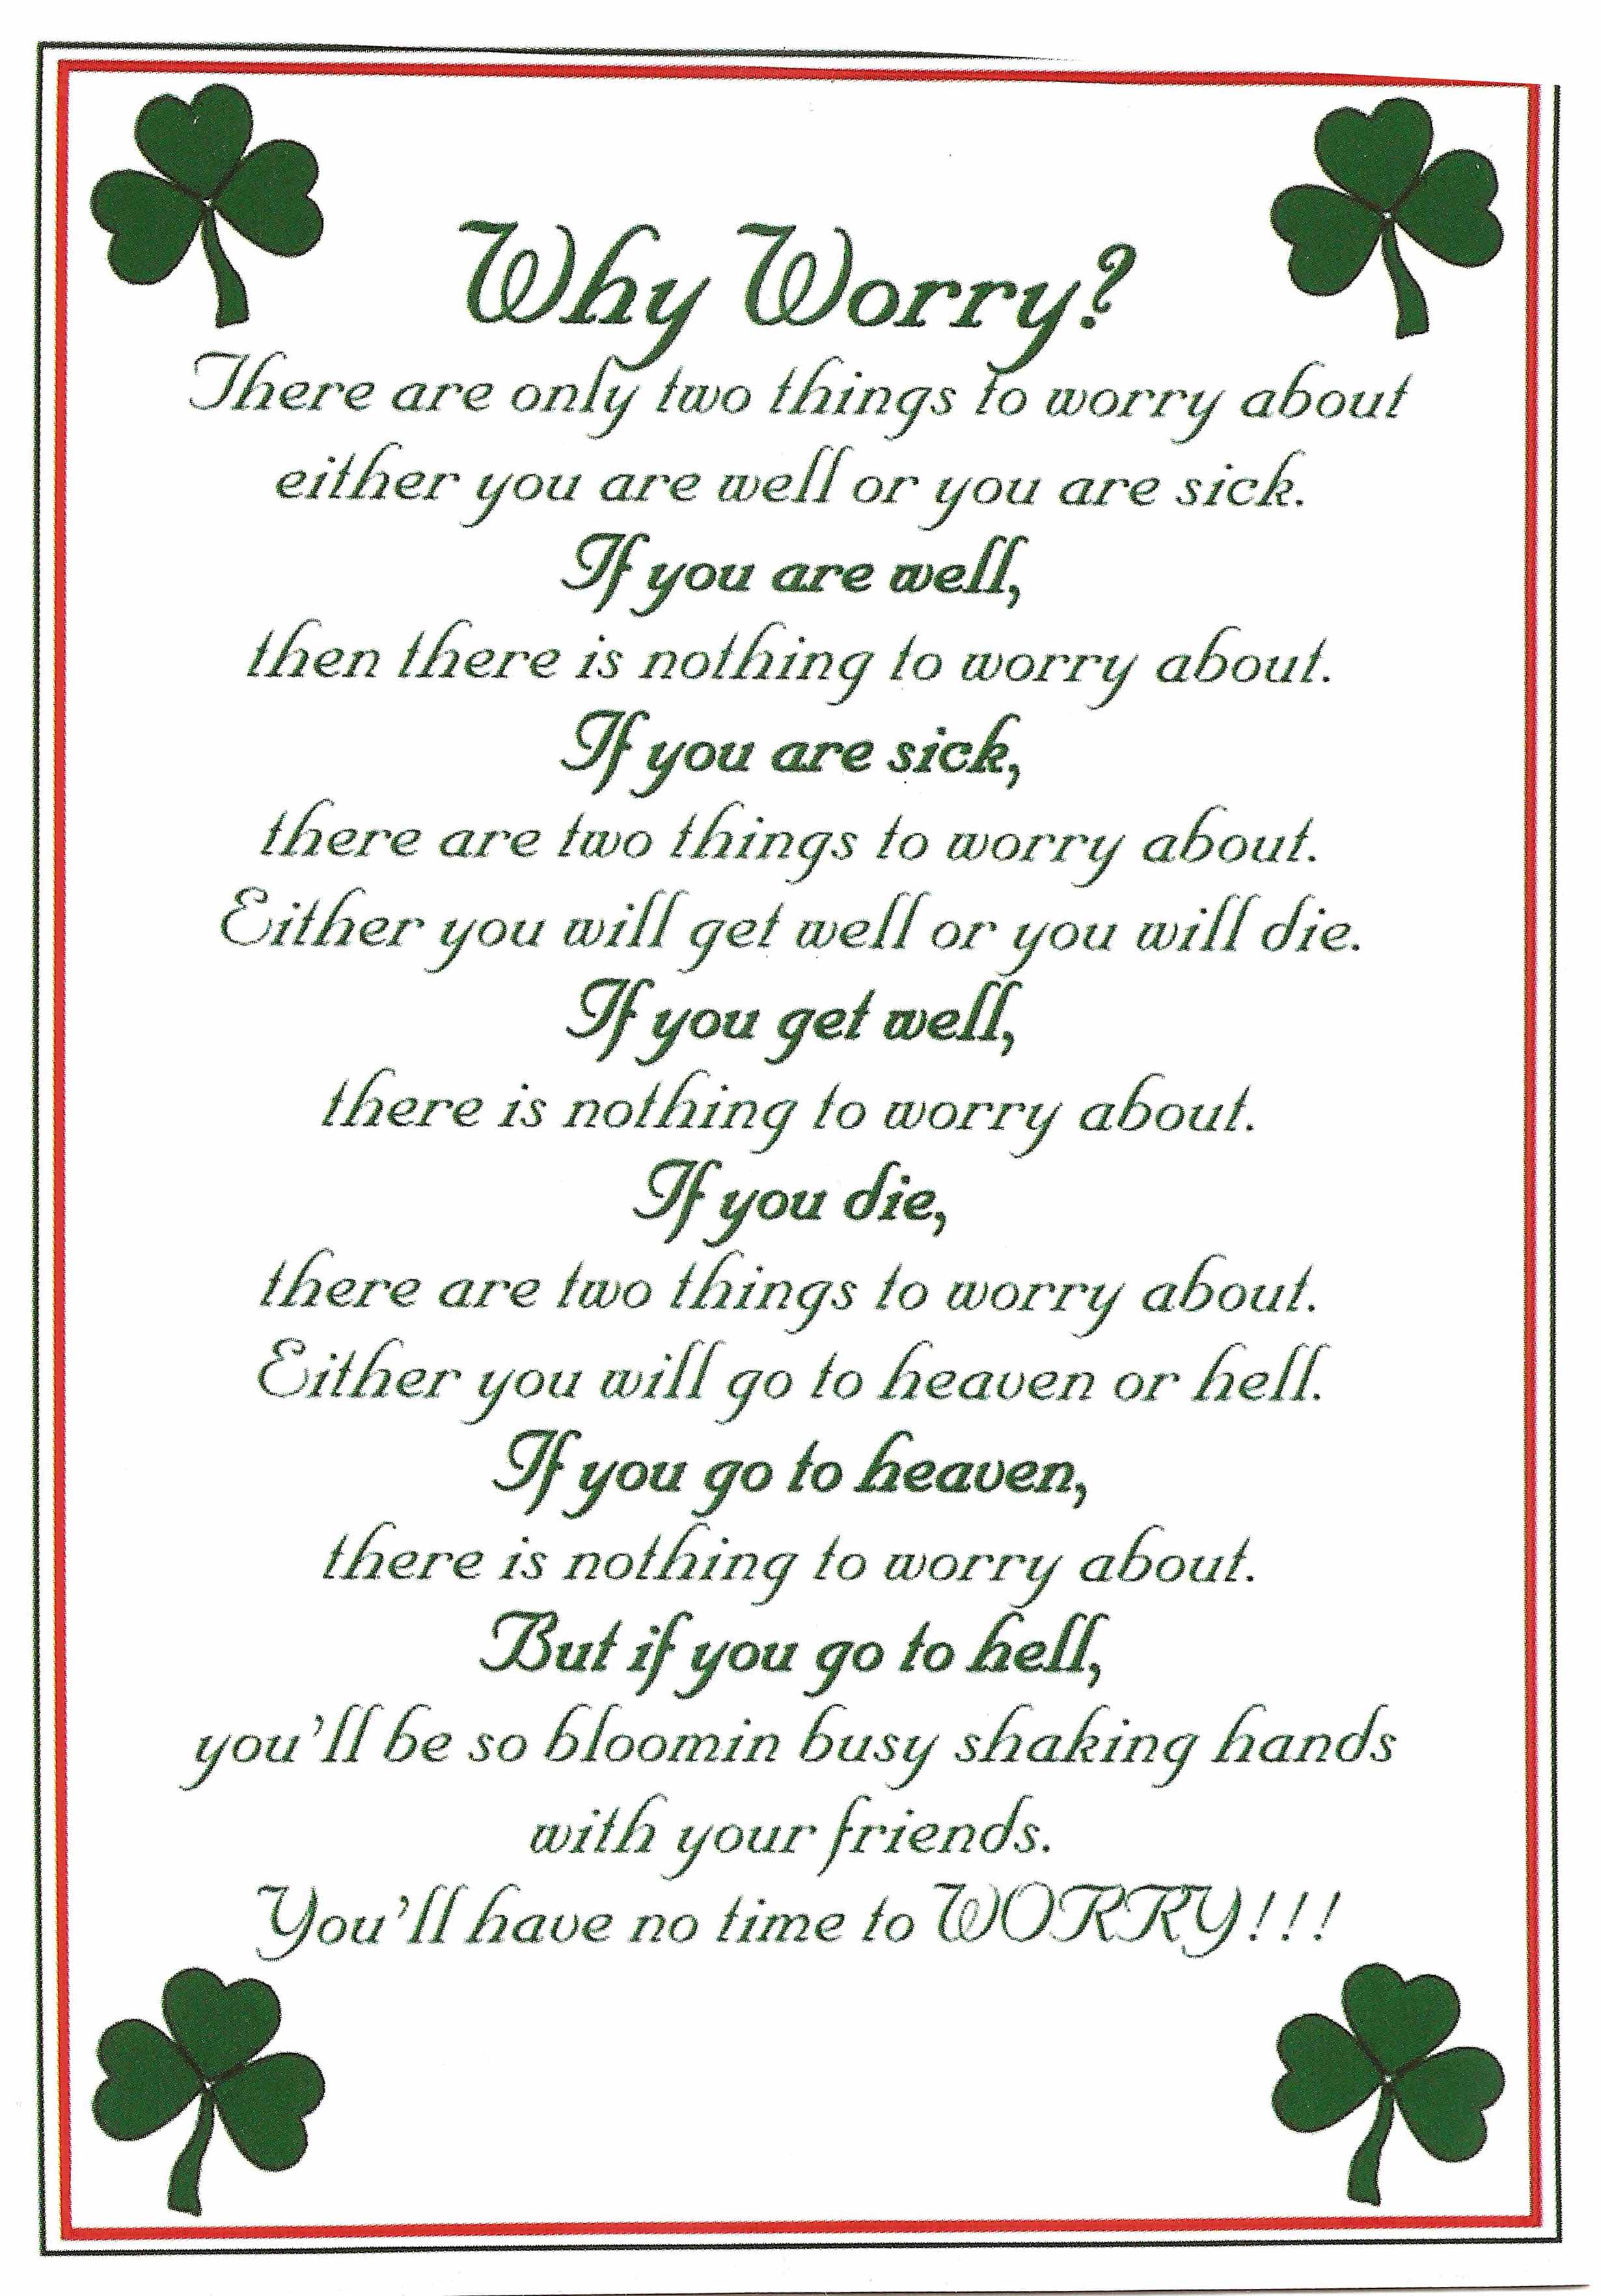 Why Worry?
There are only two things to worry about
either you are well or you are sick.
If you are well,
then there is nothing to worry about.
If you are sick,
there are two things to worry about.
Either you will get well or you will die.
If you get well,
there is nothing to worry about.
If you die,
there are two things to worry about.
Either you will go to heaven or hell.
If you go to heaven,
there is nothing to worry about.
But if you go to hell,
you'll be so bloomin busy shaking hands
with your friends.
You'll have no time to WORRY!!!